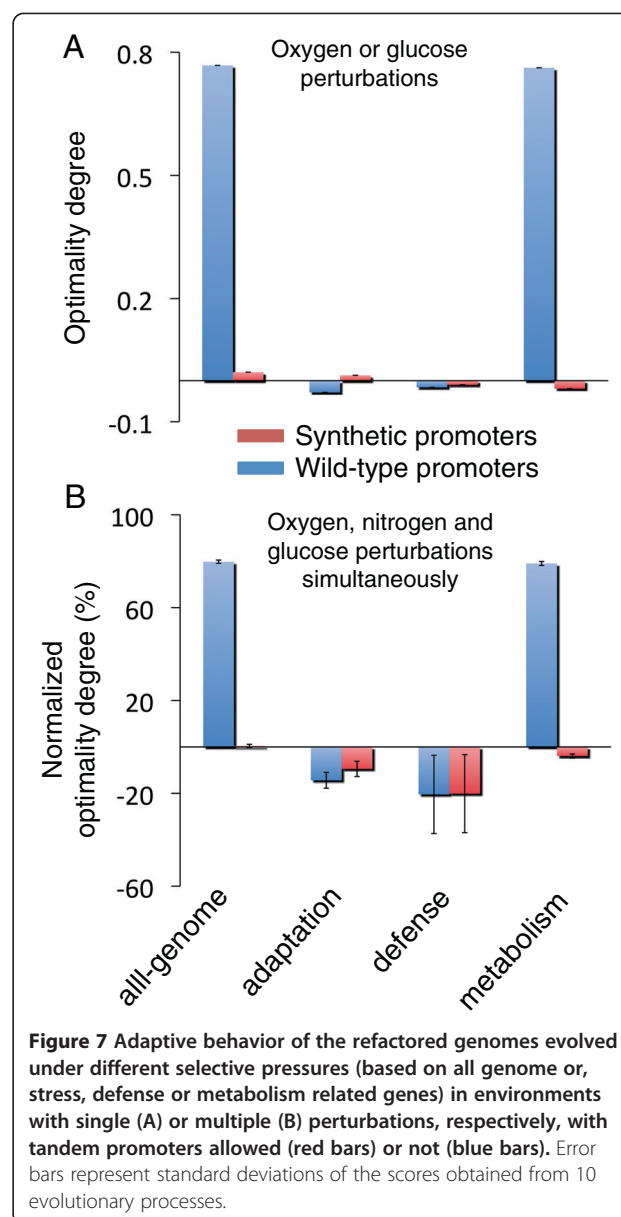 A
Oxygen or glucose
perturbations
Optimality degree
0.8
0.5
0.2
-0.1
Synthetic promoters
Wild-type promoters
B
Oxygen, nitrogen and
glucose perturbations
simultaneously
Normalized
optimality degree (%)
100
60
20
-20
-60
alll-genome
adaptation
defense
metabolism
Figure 7 Adaptive behavior of the refactored genomes evolved
under different selective pressures (based on all genome or,
stress, defense or metabolism related genes) in environments
with single (A) or multiple (B) perturbations, respectively, with
tandem promoters allowed (red bars) or not (blue bars). Error
bars represent standard deviations of the scores obtained from 10
evolutionary processes.